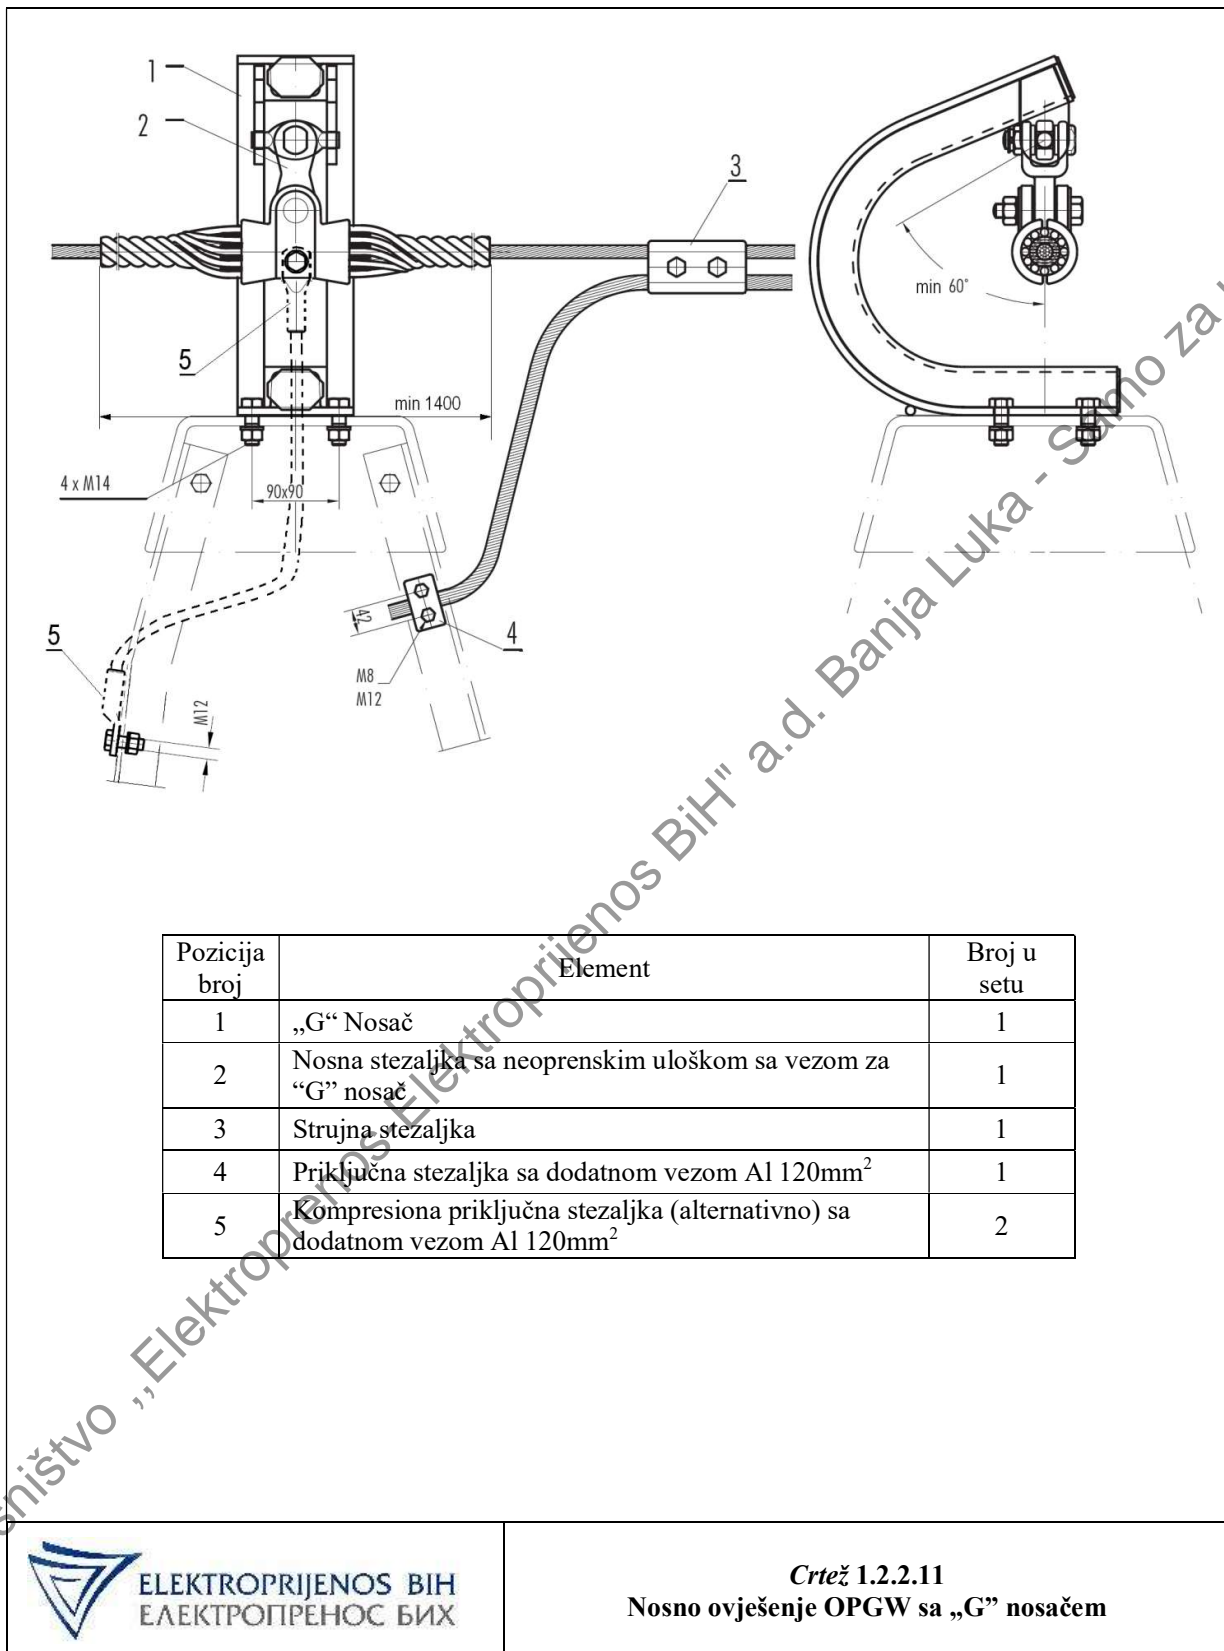 1
2
3
min 60°
5
min 1400
4 x M14
90x90
42
5
4
M8
M12
M12
Pozicija broj Element Broj u setu
1 „G“ Nosač 1
2 Nosna stezaljka sa neoprenskim uloškom sa vezom za
“G” nosač 1
3 Strujna stezaljka 1
4 Priključna stezaljka sa dodatnom vezom Al 120mm²
1
5 Kompresiona priključna stezaljka (alternativno) sa
dodatnom vezom Al 120mm² 2
sništvo ,,Elektroprenos-Elektroprijenos BiH" a.d. Banja Luka - Samo za u
ELEKTROPRIJENOS BIH
ЕЛЕКТРОПРЕНОС БИХ
Crtež 1.2.2.11
Nosno ovješenje OPGW sa „G” nosačem